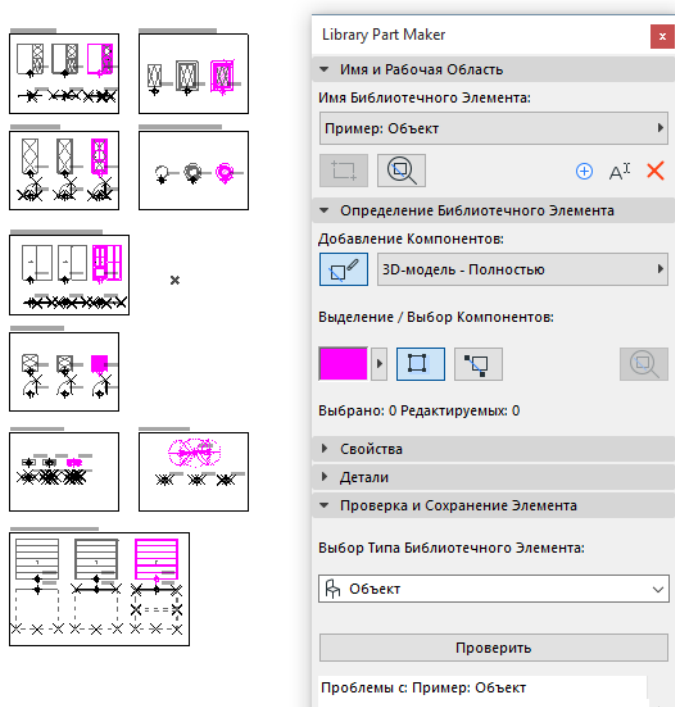 Library Part Maker
Имя и Рабочая Область
Имя Библиотечного Элемента:
Пример: Объект
Определение Библиотечного Элемента
Добавление Компонентов:
3D-модель - Полностью
Выделение / Выбор Компонентов:
Выбрано: 0 Редактируемых: 0
Свойства
Детали
Проверка и Сохранение Элемента
Выбор Типа Библиотечного Элемента:
Объект
Проверить
Проблемы с: Пример: Объект